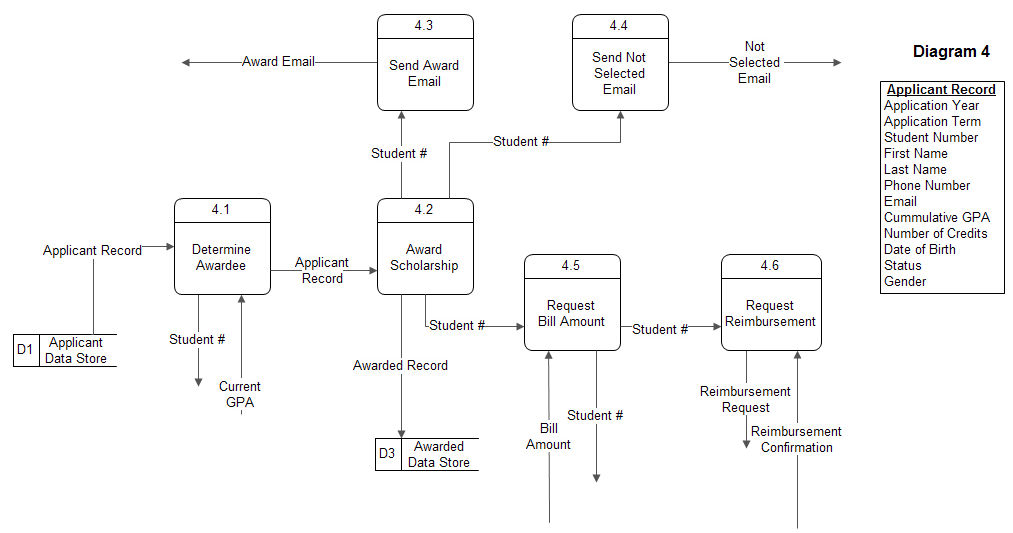 4.3
Send Award
Email
Award Email
4.4
Send Not
Selected
Email
Not
Selected
Email
Diagram 4
Applicant Record
Application Year
Application Term
Student Number
First Name
Last Name
Phone Number
Email
Cummulative GPA
Number of Credits
Date of Birth
Status
Gender
Student #
Student #
4.1
Determine
Awardee
Applicant Record
Applicant
Record
4.2
Award
Scholarship
D1
Applicant
Data Store
Student #
Current
GPA
Awarded Record
D3
Awarded
Data Store
Student #
4.5
Request
Bill Amount
Student #
4.6
Request
Reimbursement
Bill
Amount
Student #
Reimbursement
Request
Reimbursement
Confirmation